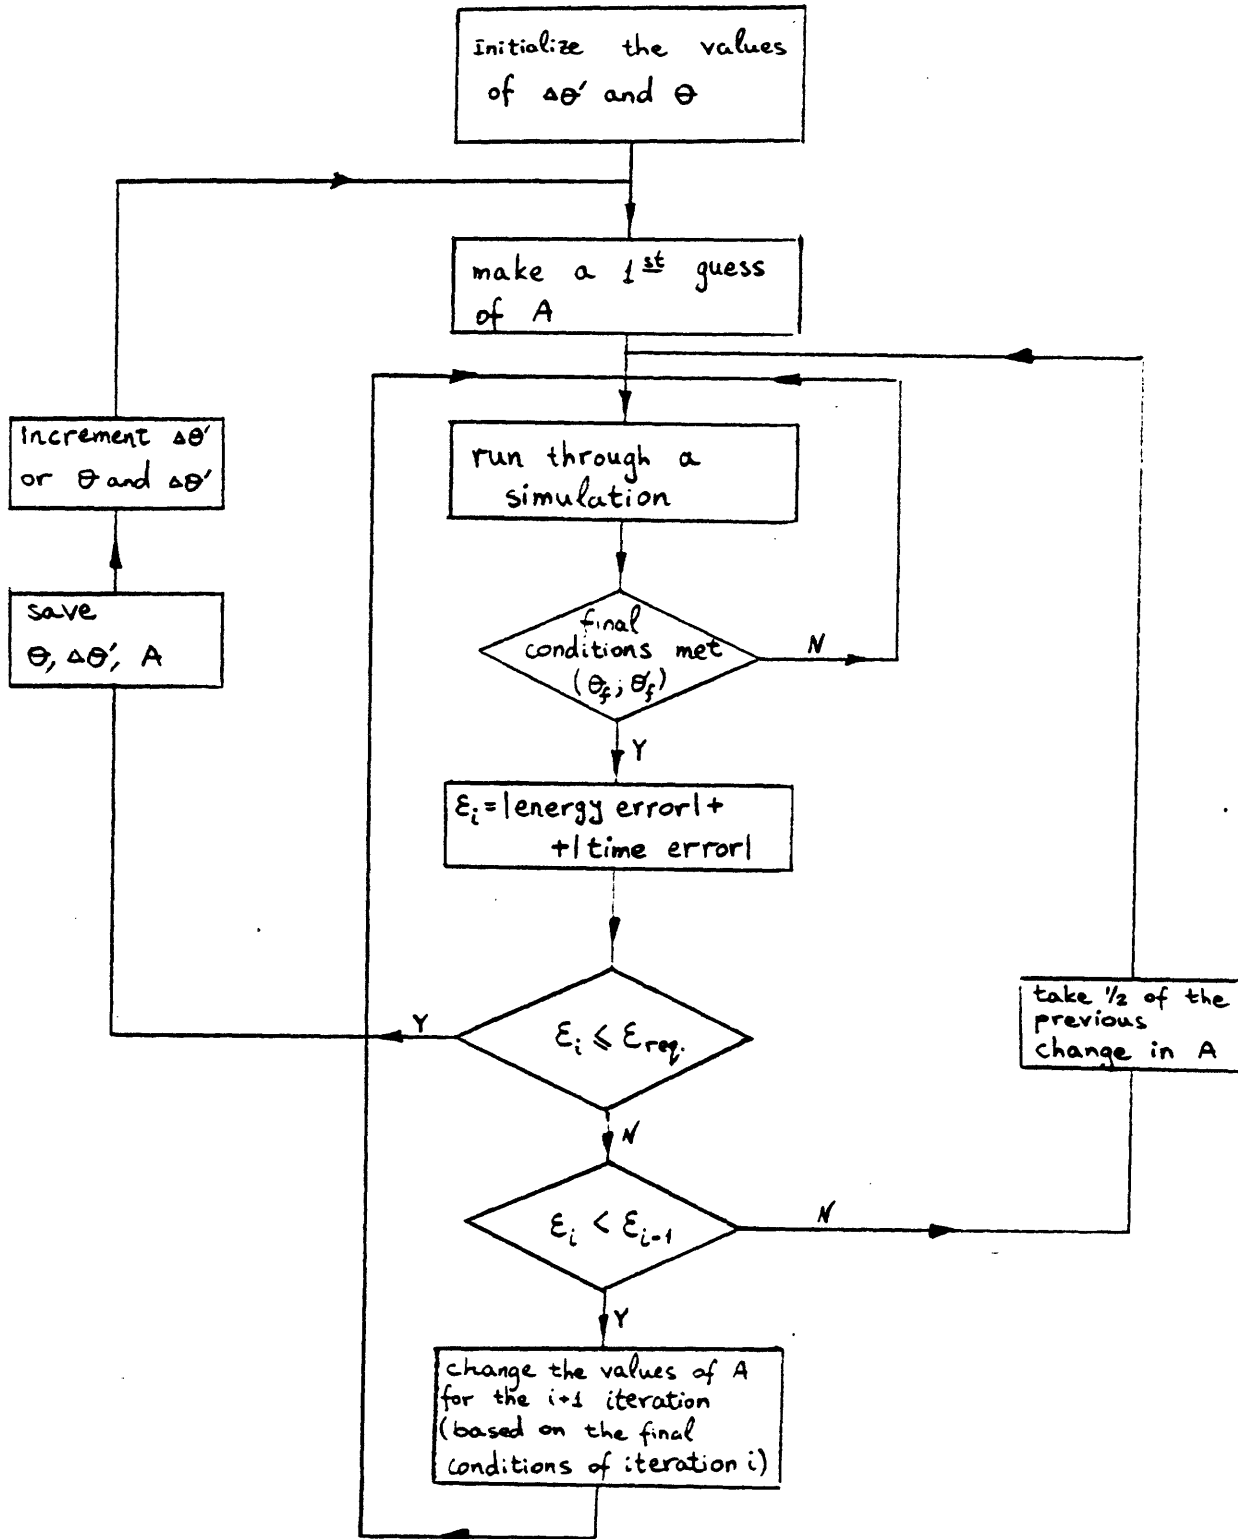 Initialize the values
of Δθ' and θ
make a 1st guess
of A
Increment Δθ'
or θ and Δθ'
run through a
simulation
save
θ, Δθ', A
final
conditions met
(θf; θ'f)
N
Y
εi = |energy error| +
+ |time error|
εi ⩽ εreq.
Y
N
take 1/2 of the
previous
change in A
εi < εi-1
N
Y
change the values of A
for the i+1 iteration
(based on the final
conditions of iteration i)